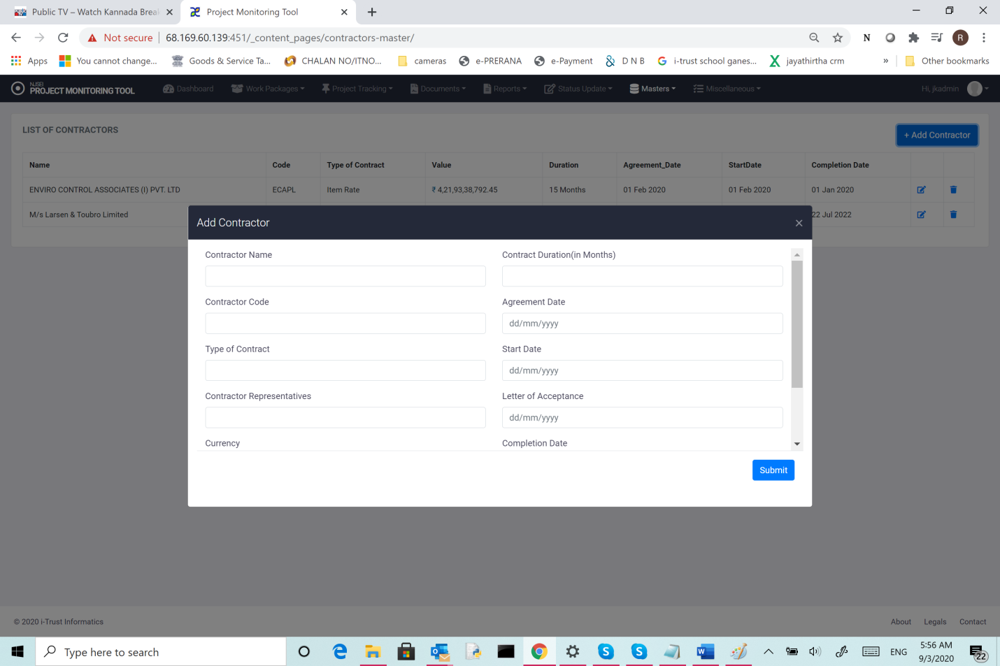 Public TV – Watch Kannada Brea
Project Monitoring Tool
Not secure
68.169.60.139:451/_content_pages/contractors-master/
N
R
Apps
You cannot change...
Goods & Service Ta...
CHALAN NO/ITNO...
cameras
e-PRERANA
e-Payment
D N B
i-trust school ganes...
jayathirtha crm
»
Other bookmarks
NJSEI
PROJECT MONITORING TOOL
Dashboard
Work Packages
Project Tracking
Documents
Reports
Status Update
Masters
Miscellaneous
Hi, jkadmin
LIST OF CONTRACTORS
+ Add Contractor
Name Code Type of Contract Value Duration Agreement_Date StartDate Completion Date
ENVIRO CONTROL ASSOCIATES (I) PVT. LTD ECAPL Item Rate ₹ 4,21,93,38,792.45 15 Months 01 Feb 2020 01 Feb 2020 01 Jan 2020
M/s Larsen & Toubro Limited 22 Jul 2022
Add Contractor
Contractor Name
Contract Duration(in Months)
Contractor Code
Agreement Date
dd/mm/yyyy
Type of Contract
Start Date
dd/mm/yyyy
Contractor Representatives
Letter of Acceptance
dd/mm/yyyy
Currency
Completion Date
Submit
© 2020 i-Trust Informatics
About Legals Contact
Type here to search
ENG
5:56 AM
9/3/2020
22